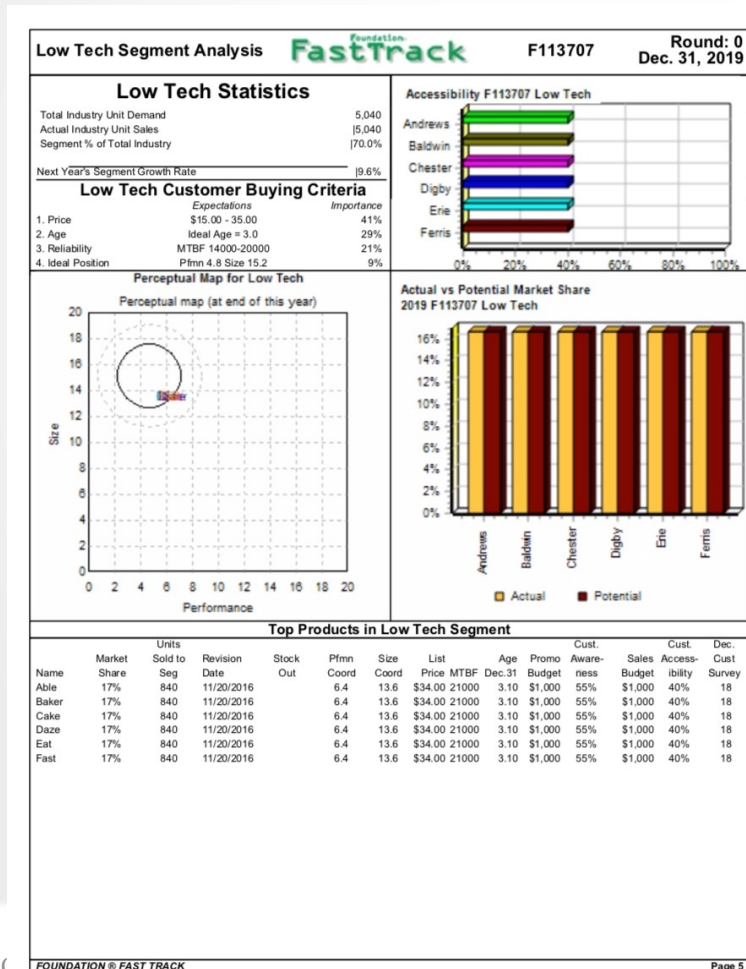 Low Tech Segment Analysis
Foundation
FastTrack
F113707
Round: 0
Dec. 31, 2019
Low Tech Statistics
Total Industry Unit Demand 5,040
Actual Industry Unit Sales |5,040
Segment % of Total Industry |70.0%
Next Year's Segment Growth Rate |9.6%
Low Tech Customer Buying Criteria
Expectations Importance
1. Price $15.00 - 35.00 41%
2. Age Ideal Age = 3.0 29%
3. Reliability MTBF 14000-20000 21%
4. Ideal Position Pfmn 4.8 Size 15.2 9%
Accessibility F113707 Low Tech
Andrews
Baldwin
Chester
Digby
Erie
Ferris
0% 20% 40% 60% 80% 100%
Perceptual Map for Low Tech
Perceptual map (at end of this year)
20
18
16
14
12
10
8
6
4
2
0
Size
0 2 4 6 8 10 12 14 16 18 20
Performance
Actual vs Potential Market Share
2019 F113707 Low Tech
16%
14%
12%
10%
8%
6%
4%
2%
0%
Andrews Baldwin Chester Digby Erie Ferris
Actual Potential
Top Products in Low Tech Segment
Units Cust. Cust. Dec.
Market Sold to Revision Stock Pfmn Size List Age Promo Aware- Sales Access- Cust
Name Share Seg Date Out Coord Coord Price MTBF Dec.31 Budget ness Budget ibility Survey
Able 17% 840 11/20/2016 6.4 13.6 $34.00 21000 3.10 $1,000 55% $1,000 40% 18
Baker 17% 840 11/20/2016 6.4 13.6 $34.00 21000 3.10 $1,000 55% $1,000 40% 18
Cake 17% 840 11/20/2016 6.4 13.6 $34.00 21000 3.10 $1,000 55% $1,000 40% 18
Daze 17% 840 11/20/2016 6.4 13.6 $34.00 21000 3.10 $1,000 55% $1,000 40% 18
Eat 17% 840 11/20/2016 6.4 13.6 $34.00 21000 3.10 $1,000 55% $1,000 40% 18
Fast 17% 840 11/20/2016 6.4 13.6 $34.00 21000 3.10 $1,000 55% $1,000 40% 18
FOUNDATION ® FAST TRACK
Page 5